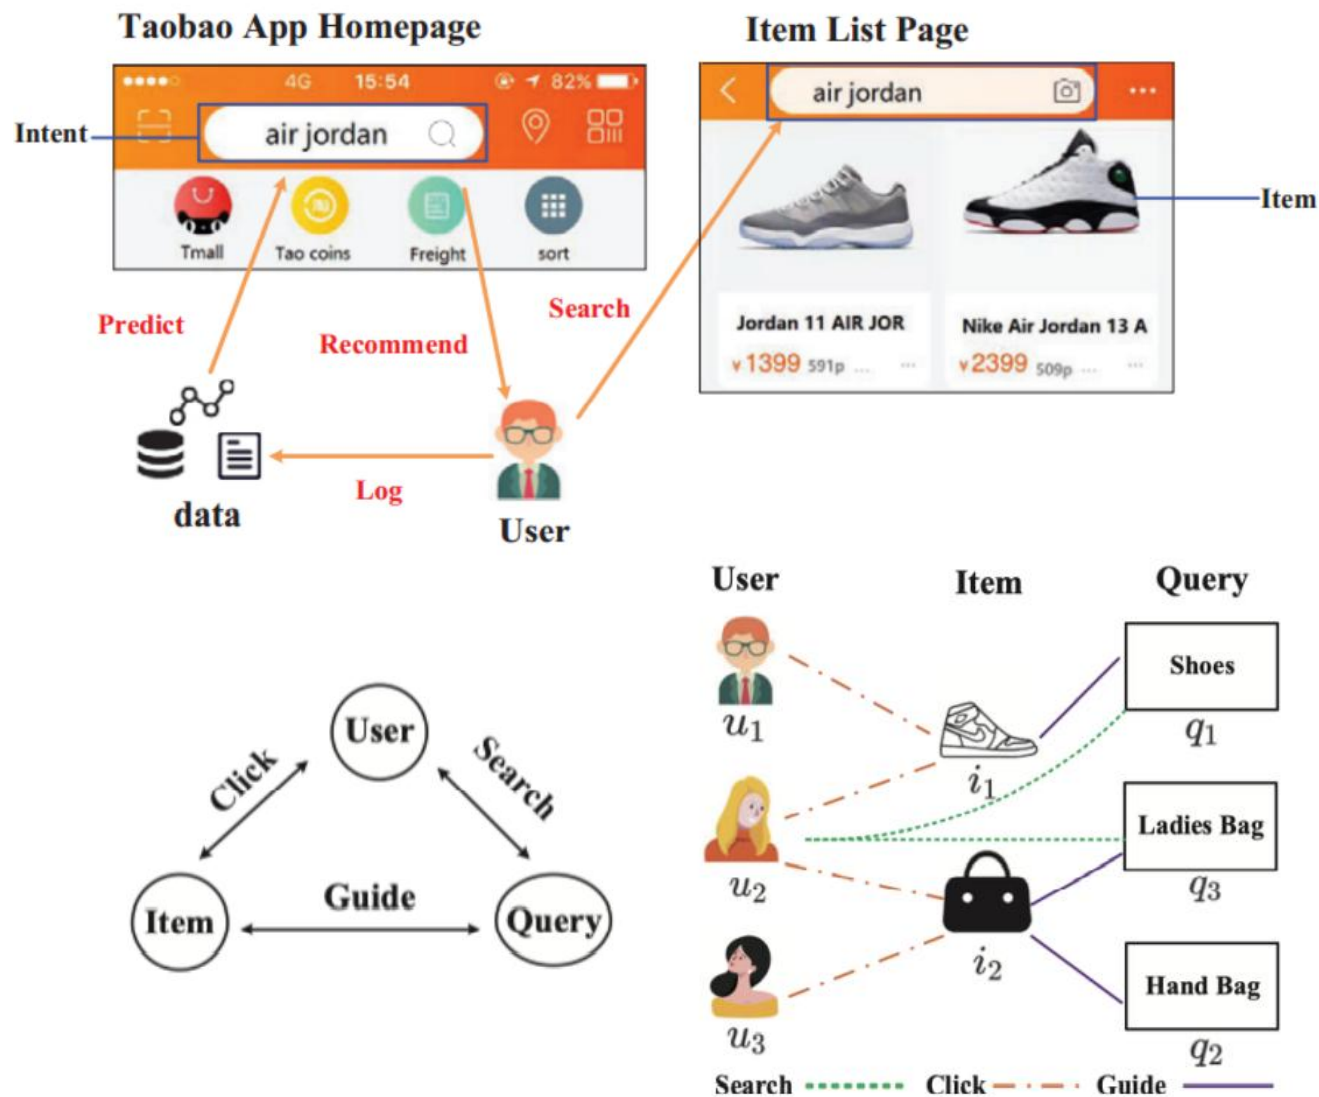 Taobao App Homepage
Item List Page
4G 15:54 82%
Intent
air jordan
air jordan
Tmall Tao coins Freight sort
Item
Predict
Recommend
Search
Jordan 11 AIR JOR
¥1399 591p ... ...
Nike Air Jordan 13 A
¥2399 509p ... ...
Log
data
User
User Item Query
Shoes
u1
q1
i1
Ladies Bag
u2
q3
i2
Hand Bag
u3
q2
Search Click Guide
User
Click
Search
Guide
Item
Query